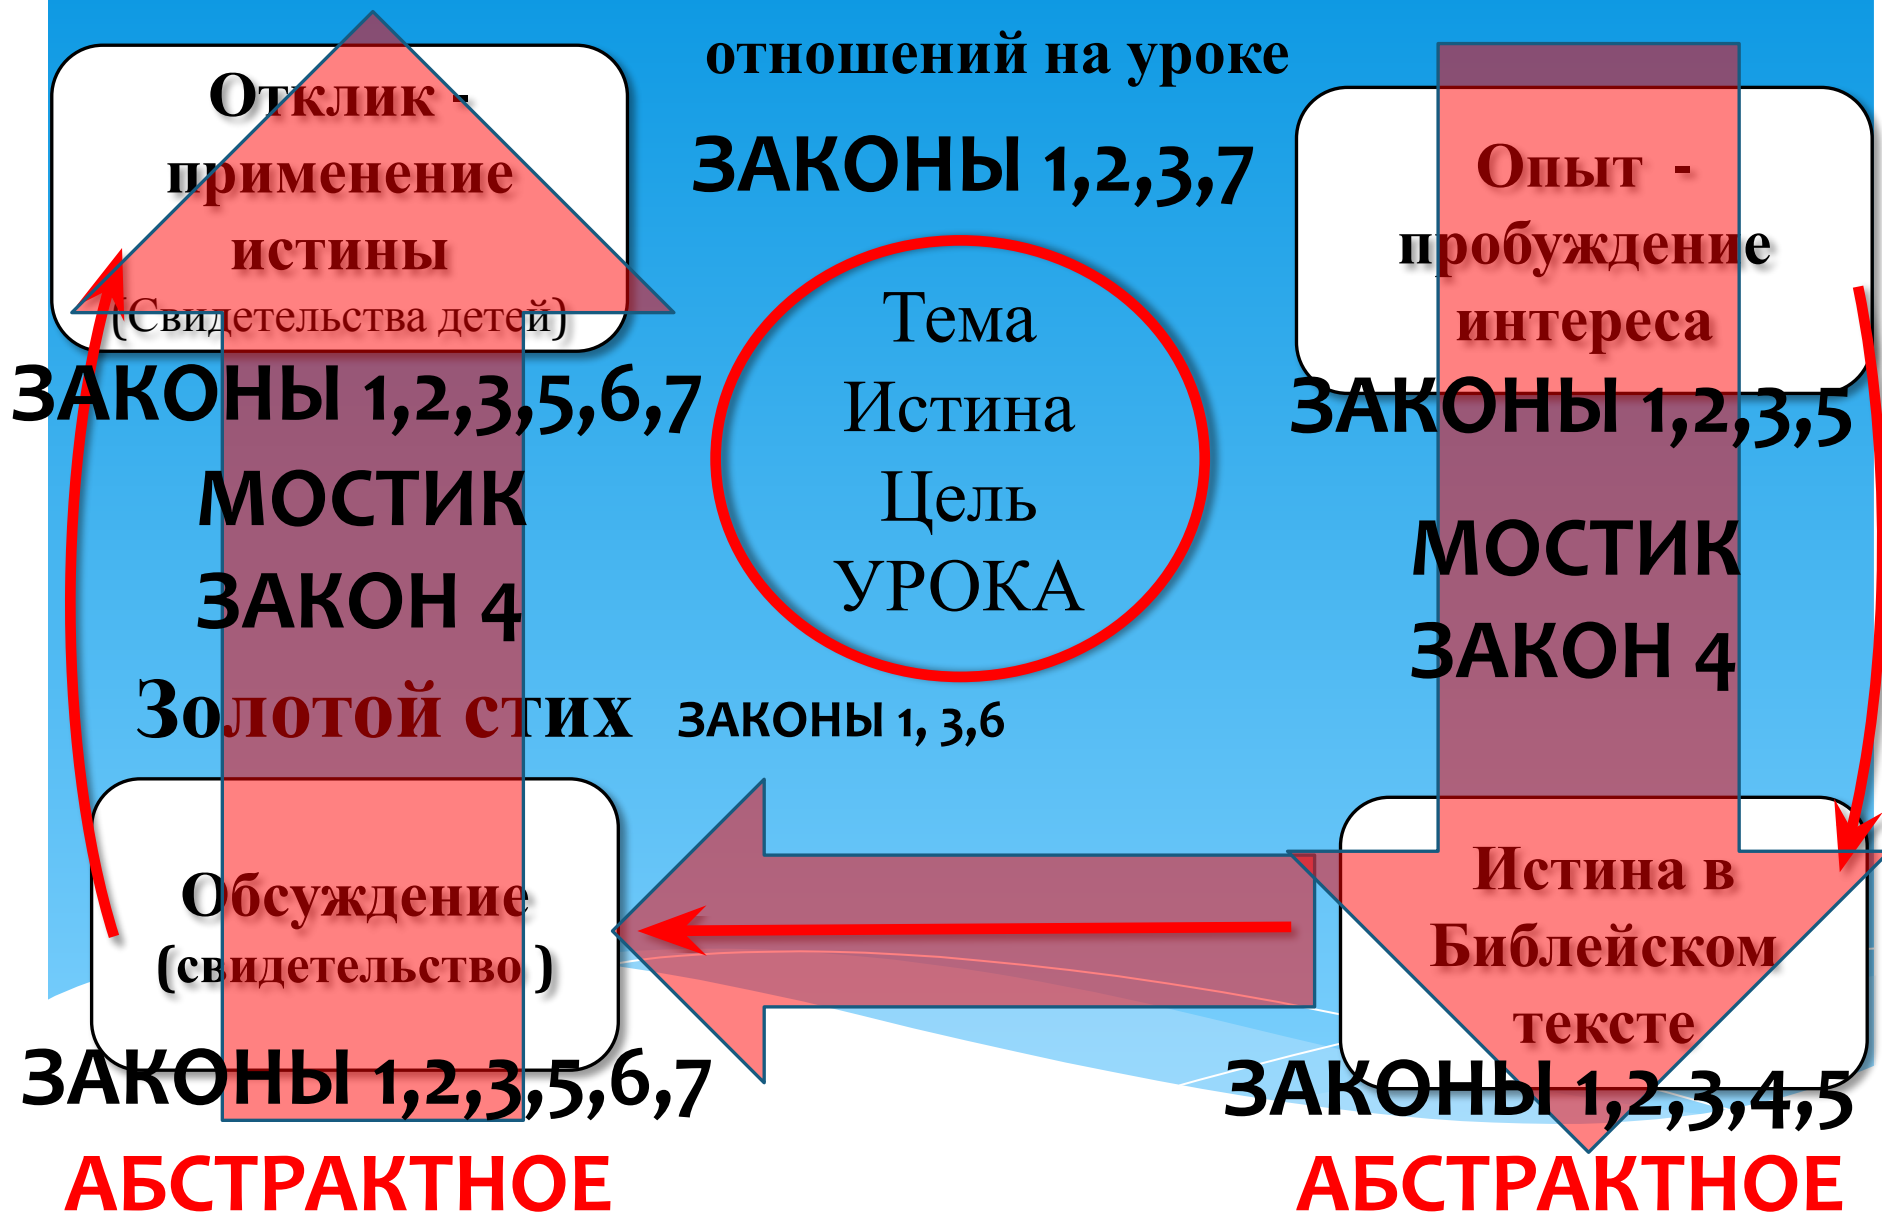 отношений на уроке
ЗАКОНЫ 1,2,3,7
Отклик -
применение
истины
(Свидетельства детей)
ЗАКОНЫ 1,2,3,5,6,7
МОСТИК
ЗАКОН 4
Золотой стих
ЗАКОНЫ 1, 3,6
Тема
Истина
Цель
УРОКА
Опыт -
пробуждение
интереса
ЗАКОНЫ 1,2,3,5
МОСТИК
ЗАКОН 4
Обсуждение
(свидетельство )
ЗАКОНЫ 1,2,3,5,6,7
АБСТРАКТНОЕ
Истина в
Библейском
тексте
ЗАКОНЫ 1,2,3,4,5
АБСТРАКТНОЕ